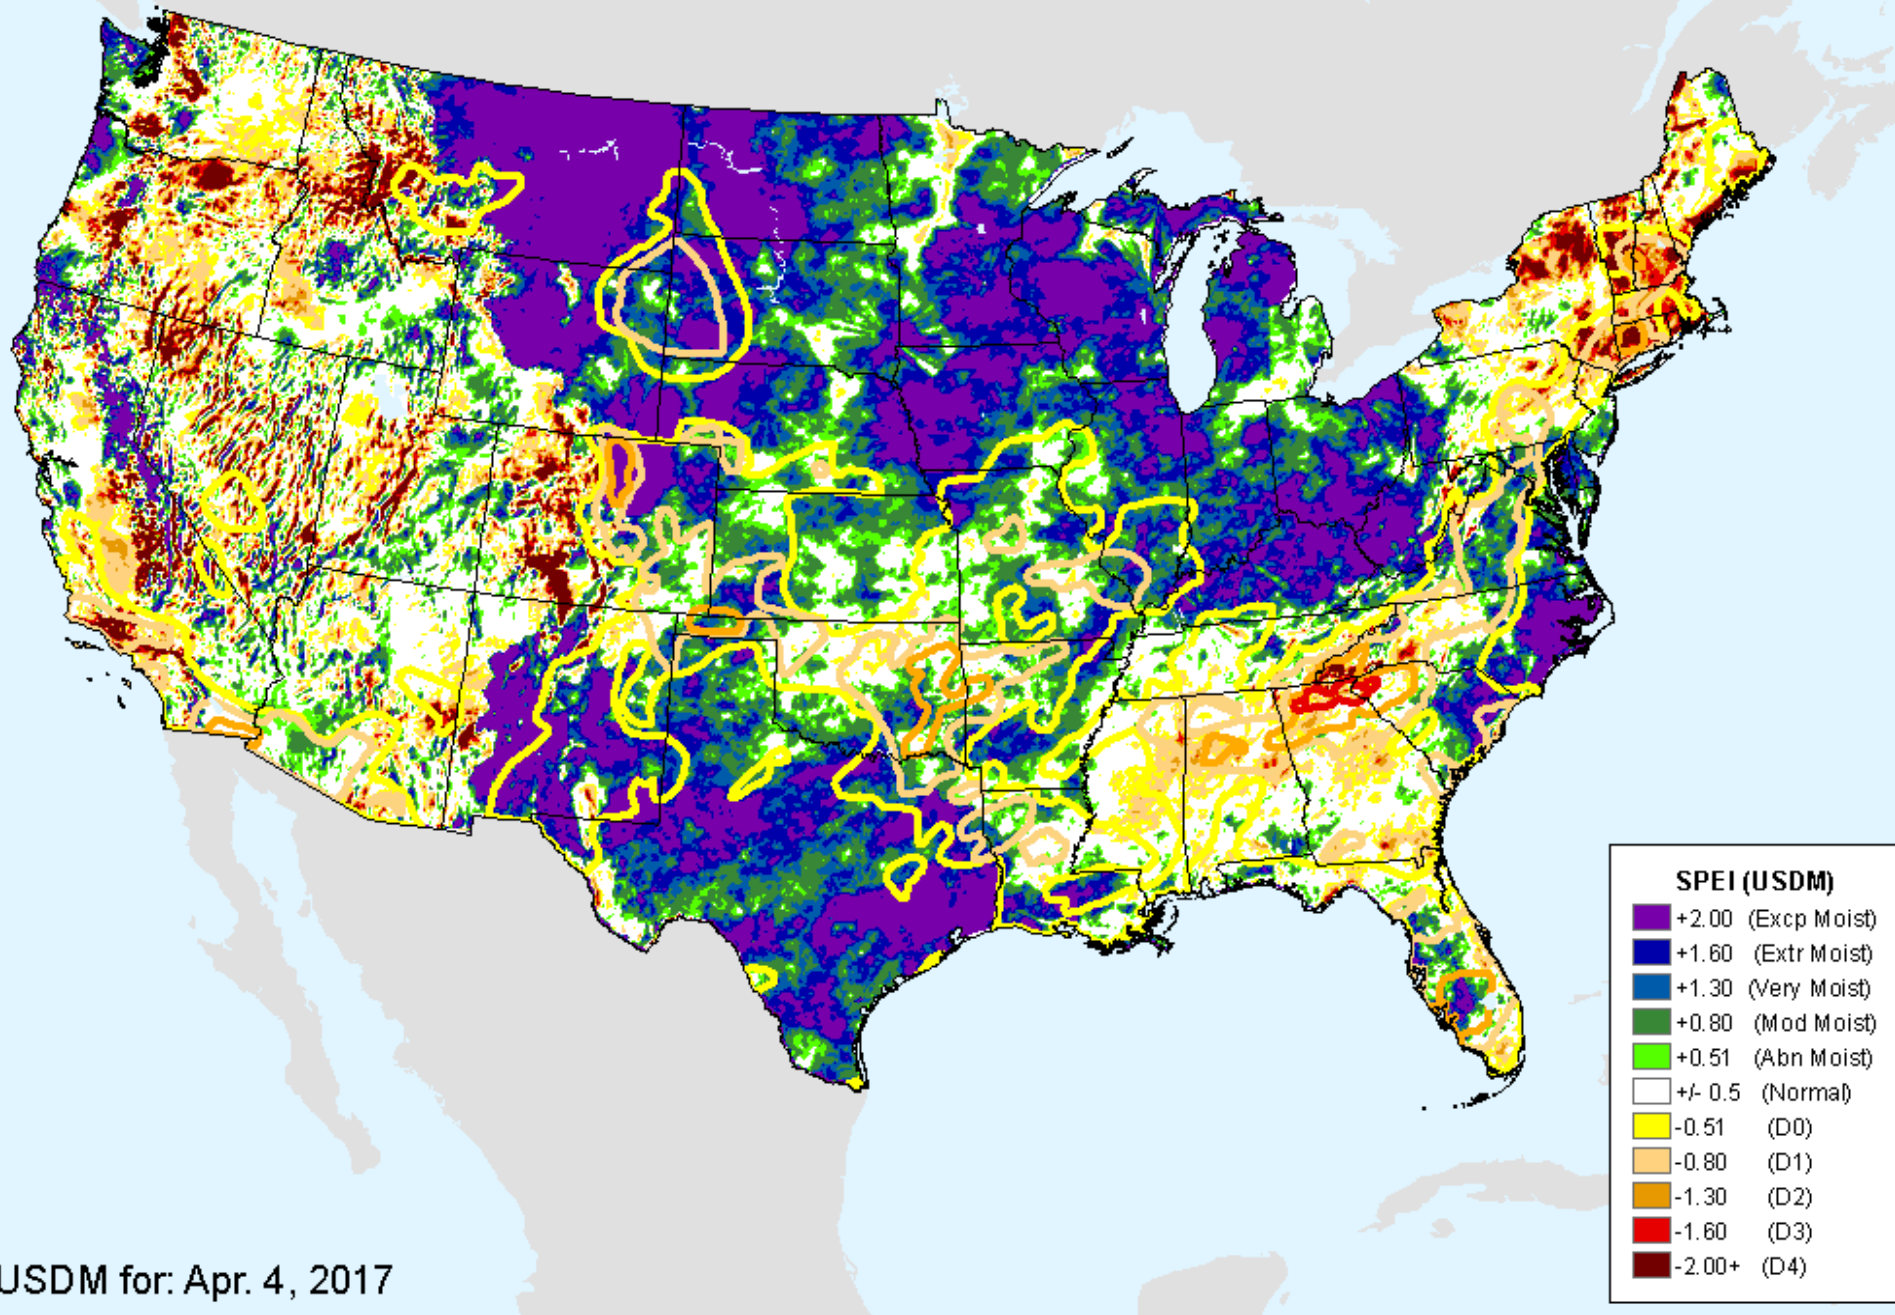 SPEI (USDM)
+2.00 (Excp Moist)
+1.60 (Extr Moist)
+1.30 (Very Moist)
+0.80 (Mod Moist)
+0.51 (Abn Moist)
+/- 0.5 (Normal)
-0.51 (D0)
-0.80 (D1)
-1.30 (D2)
-1.60 (D3)
-2.00+ (D4)
USDM for: Apr. 4, 2017